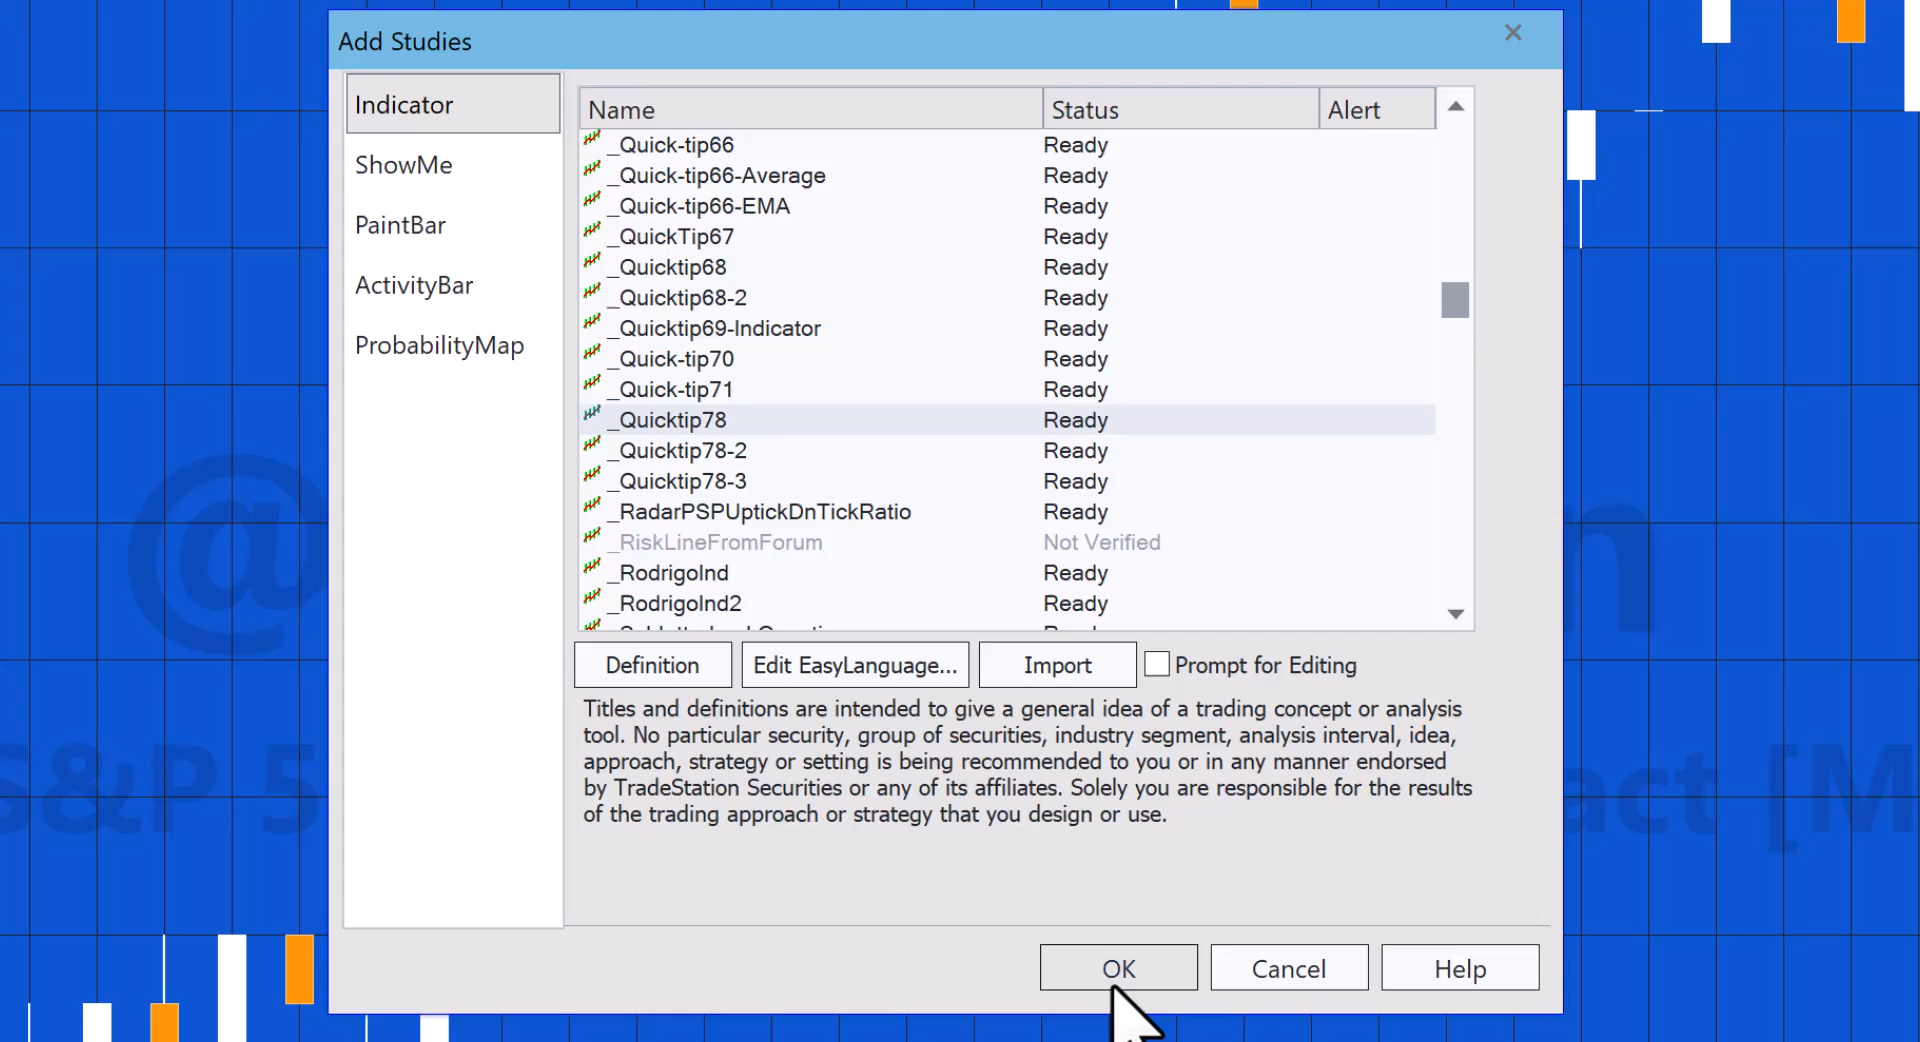 Add Studies
Indicator
ShowMe
PaintBar
ActivityBar
ProbabilityMap
Name Status Alert
_Quick-tip66 Ready
_Quick-tip66-Average Ready
_Quick-tip66-EMA Ready
_QuickTip67 Ready
_Quicktip68 Ready
_Quicktip68-2 Ready
_Quicktip69-Indicator Ready
_Quick-tip70 Ready
_Quick-tip71 Ready
_Quicktip78 Ready
_Quicktip78-2 Ready
_Quicktip78-3 Ready
_RadarPSPUptickDnTickRatio Ready
_RiskLineFromForum Not Verified
_RodrigoInd Ready
_RodrigoInd2 Ready
Definition Edit EasyLanguage... Import Prompt for Editing
Titles and definitions are intended to give a general idea of a trading concept or analysis
tool. No particular security, group of securities, industry segment, analysis interval, idea,
approach, strategy or setting is being recommended to you or in any manner endorsed
by TradeStation Securities or any of its affiliates. Solely you are responsible for the results
of the trading approach or strategy that you design or use.
OK Cancel Help
@
S&P 5
[M